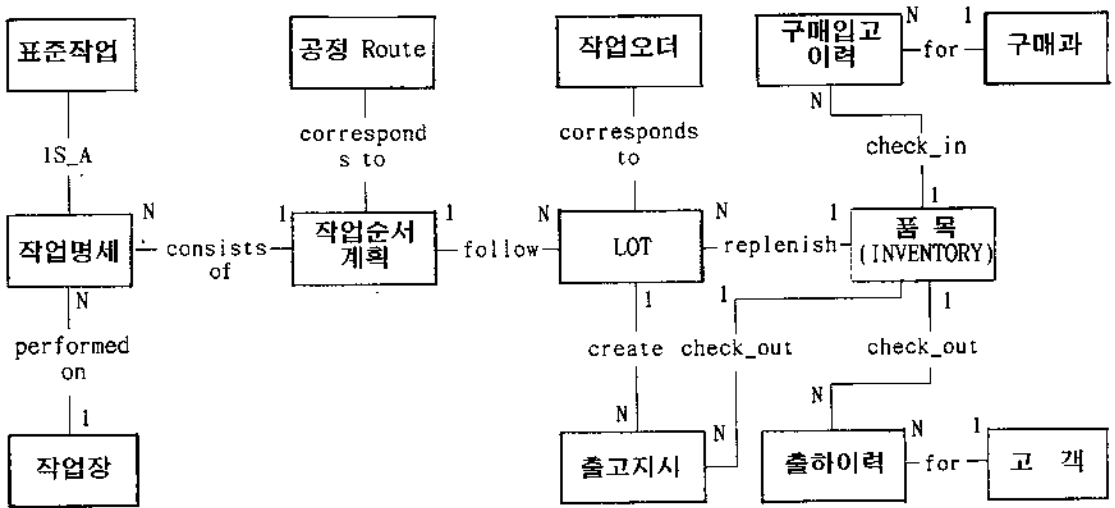 표준작업
공정 Route
작업오더
구매입고
이력
N
for
1
구매과
IS_A
correspond
s to
corresponds
to
N
check_in
1
작업명세
N
consists
of
1
작업순서
계획
1
follow
N
LOT
N
replenish
1
품 목
(INVENTORY)
N
performed
on
1
작업장
1
create
N
출고지시
1
check_out
N
1
check_out
N
출하이력
N
for
1
고 객